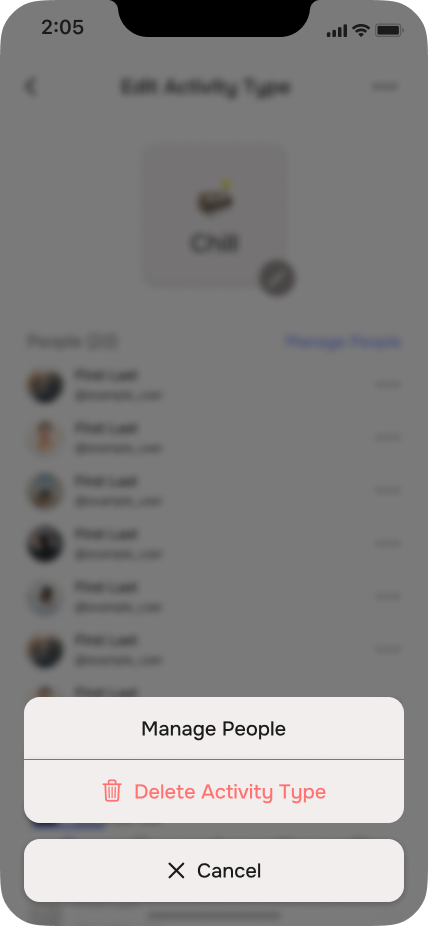 2:05
Edit Activity Type
Chill
People (20)
Manage People
First Last
@example_user
First Last
@example_user
First Last
@example_user
First Last
@example_user
First Last
@example_user
First Last
@example_user
First Last
Manage People
Delete Activity Type
Cancel